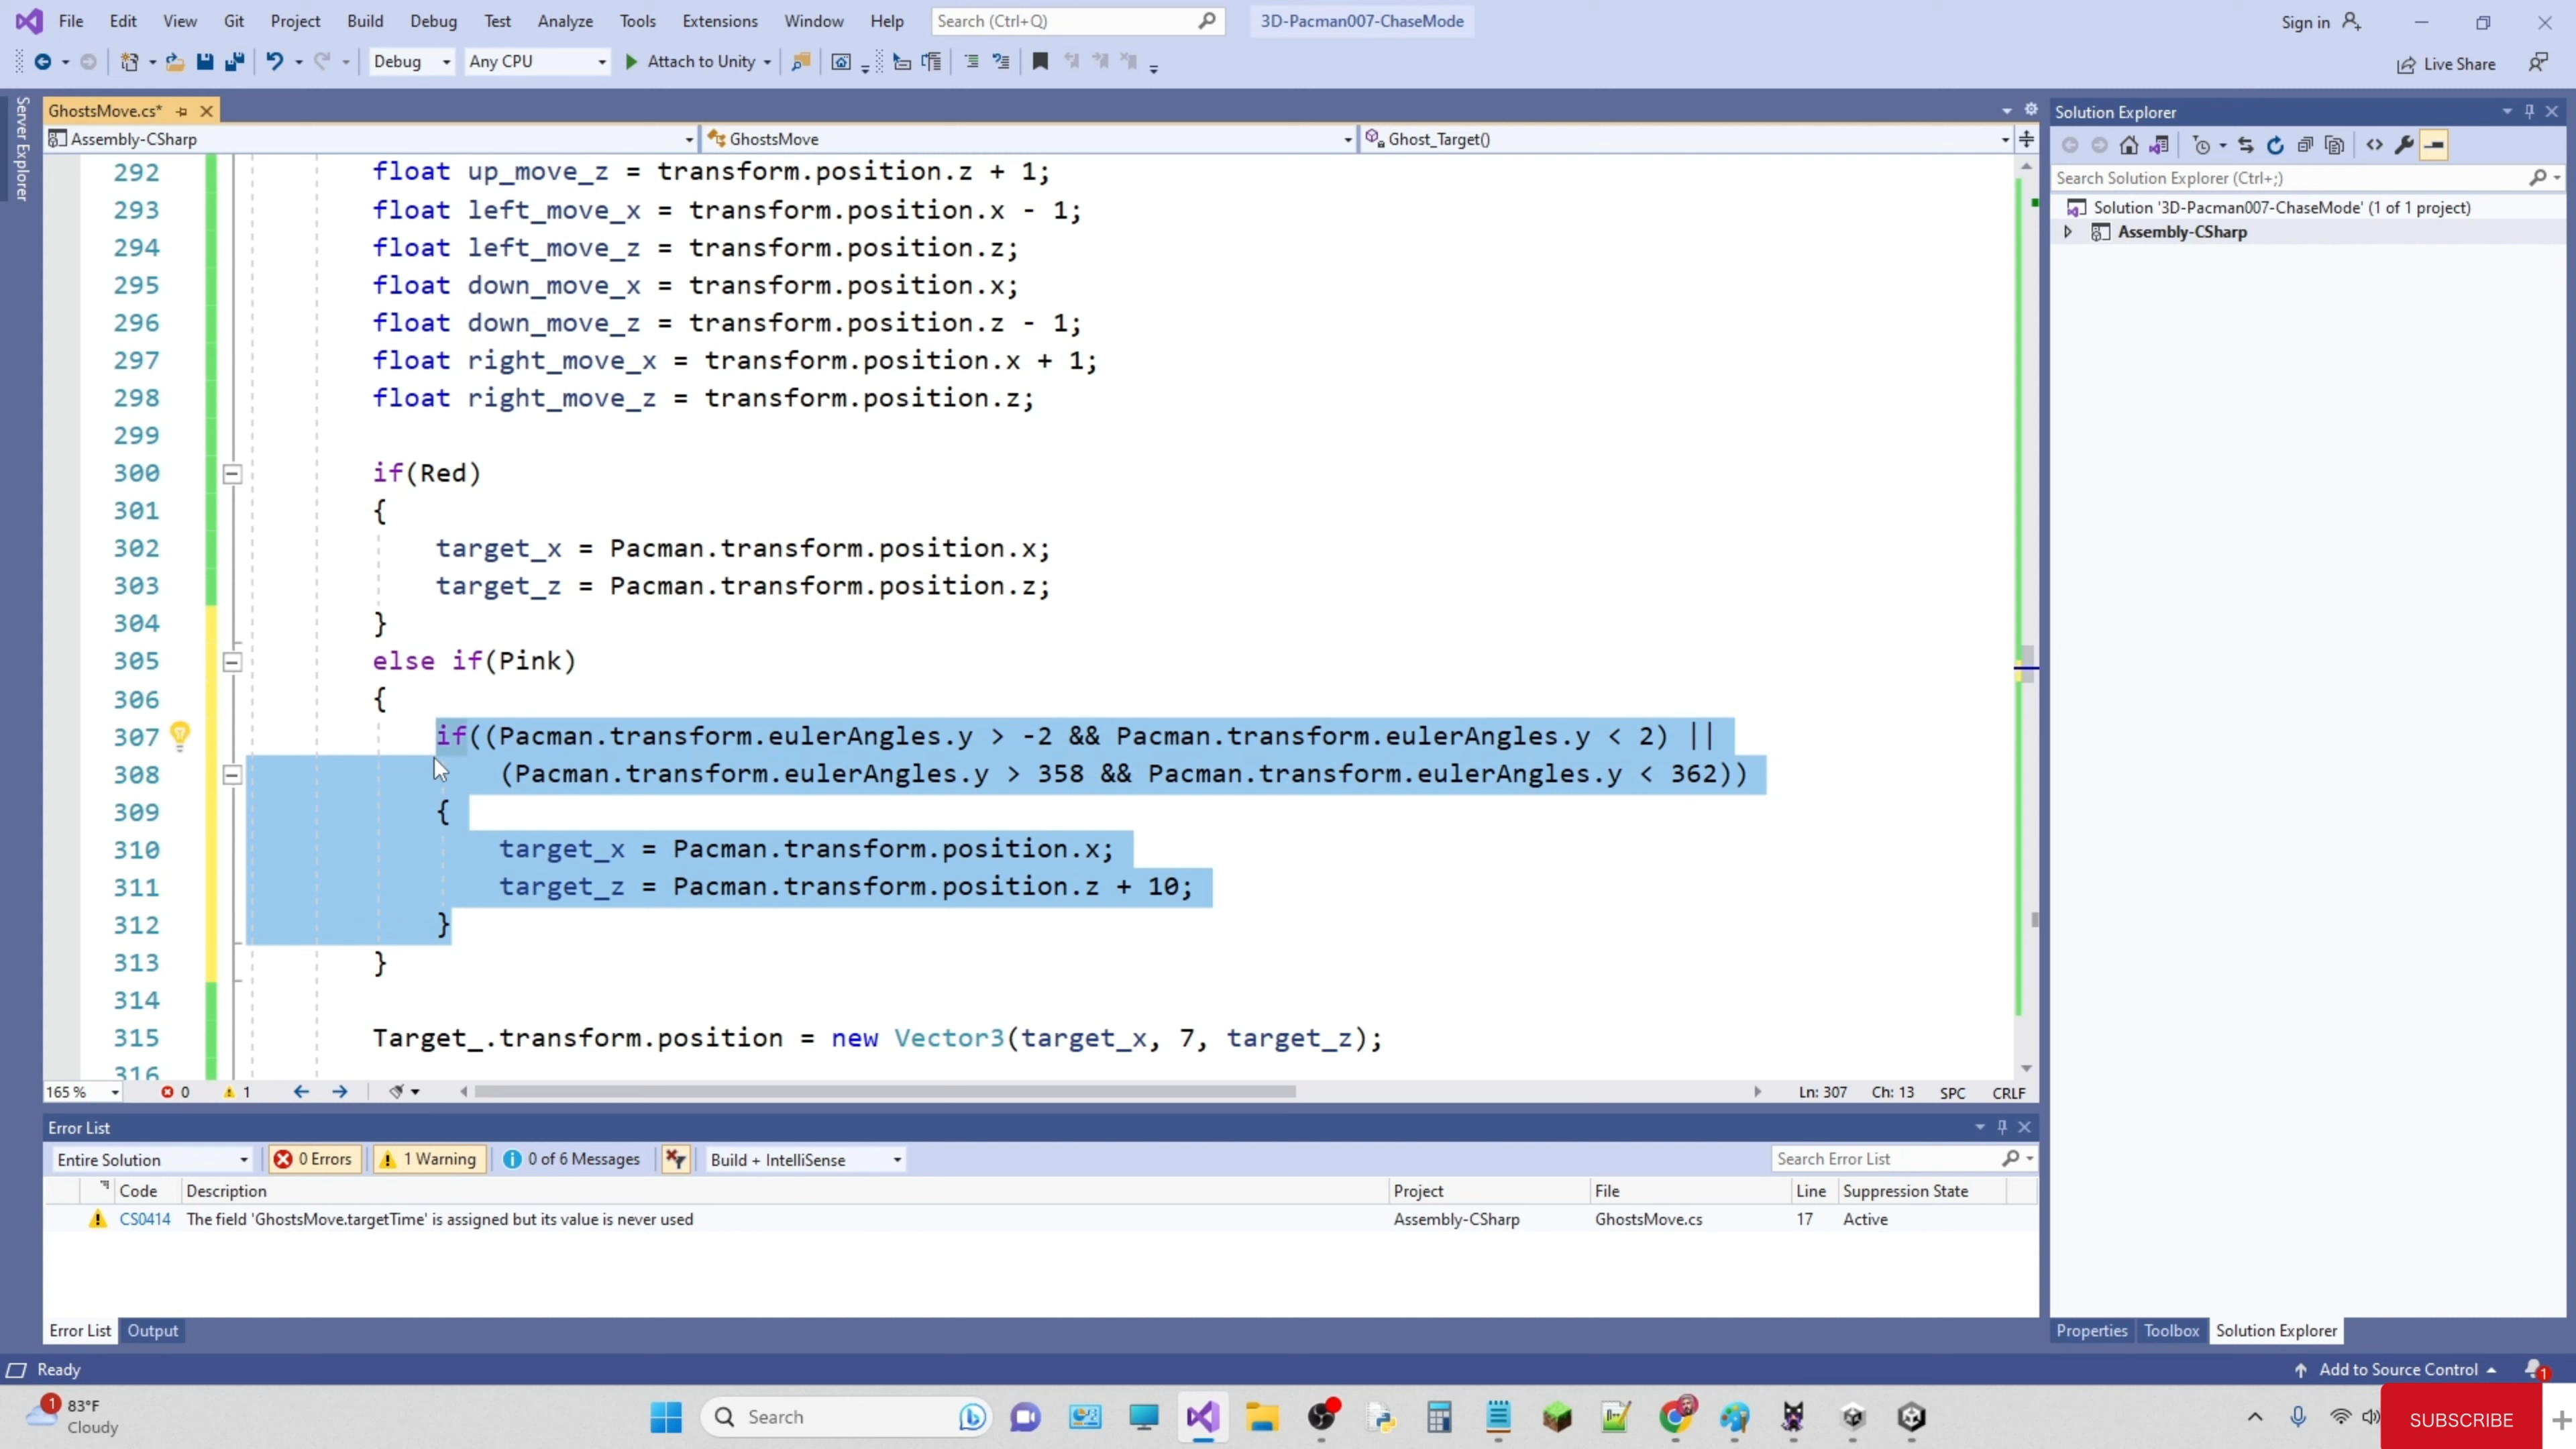 File Edit View Git Project Build Debug Test Analyze Tools Extensions Window Help Search (Ctrl+Q) 3D-Pacman007-ChaseMode Sign in
Debug Any CPU Attach to Unity Live Share
Server Explorer
GhostsMove.cs*
Assembly-CSharp GhostsMove Ghost_Target()
292 float up_move_z = transform.position.z + 1;
293 float left_move_x = transform.position.x - 1;
294 float left_move_z = transform.position.z;
295 float down_move_x = transform.position.x;
296 float down_move_z = transform.position.z - 1;
297 float right_move_x = transform.position.x + 1;
298 float right_move_z = transform.position.z;
299
300 if(Red)
301 {
302 target_x = Pacman.transform.position.x;
303 target_z = Pacman.transform.position.z;
304 }
305 else if(Pink)
306 {
307 if((Pacman.transform.eulerAngles.y > -2 && Pacman.transform.eulerAngles.y < 2) ||
308 (Pacman.transform.eulerAngles.y > 358 && Pacman.transform.eulerAngles.y < 362))
309 {
310 target_x = Pacman.transform.position.x;
311 target_z = Pacman.transform.position.z + 10;
312 }
313 }
314
315 Target_.transform.position = new Vector3(target_x, 7, target_z);
316
165 % 0 1 Ln: 307 Ch: 13 SPC CRLF
Error List
Entire Solution 0 Errors 1 Warning 0 of 6 Messages Build + IntelliSense Search Error List
Code Description Project File Line Suppression State
CS0414 The field 'GhostsMove.targetTime' is assigned but its value is never used Assembly-CSharp GhostsMove.cs 17 Active
Error List Output
Solution Explorer
Search Solution Explorer (Ctrl+;)
Solution '3D-Pacman007-ChaseMode' (1 of 1 project)
Assembly-CSharp
Properties Toolbox Solution Explorer
Ready Add to Source Control 1
1 83°F
Cloudy
Search
SUBSCRIBE